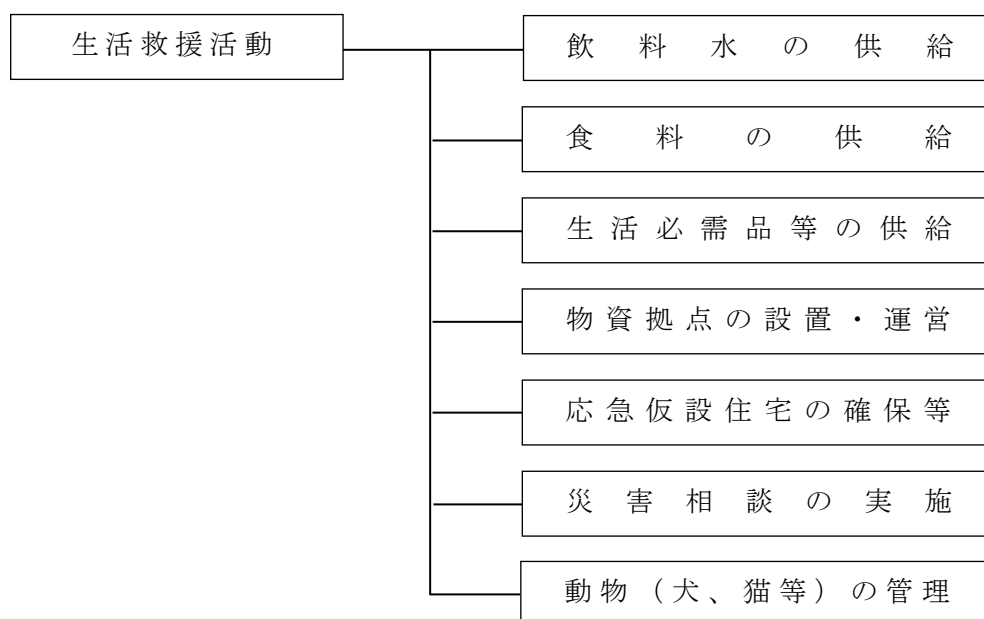 生活救援活動
飲料水の供給
食料の供給
生活必需品等の供給
物資拠点の設置・運営
応急仮設住宅の確保等
災害相談の実施
動物（犬、猫等）の管理